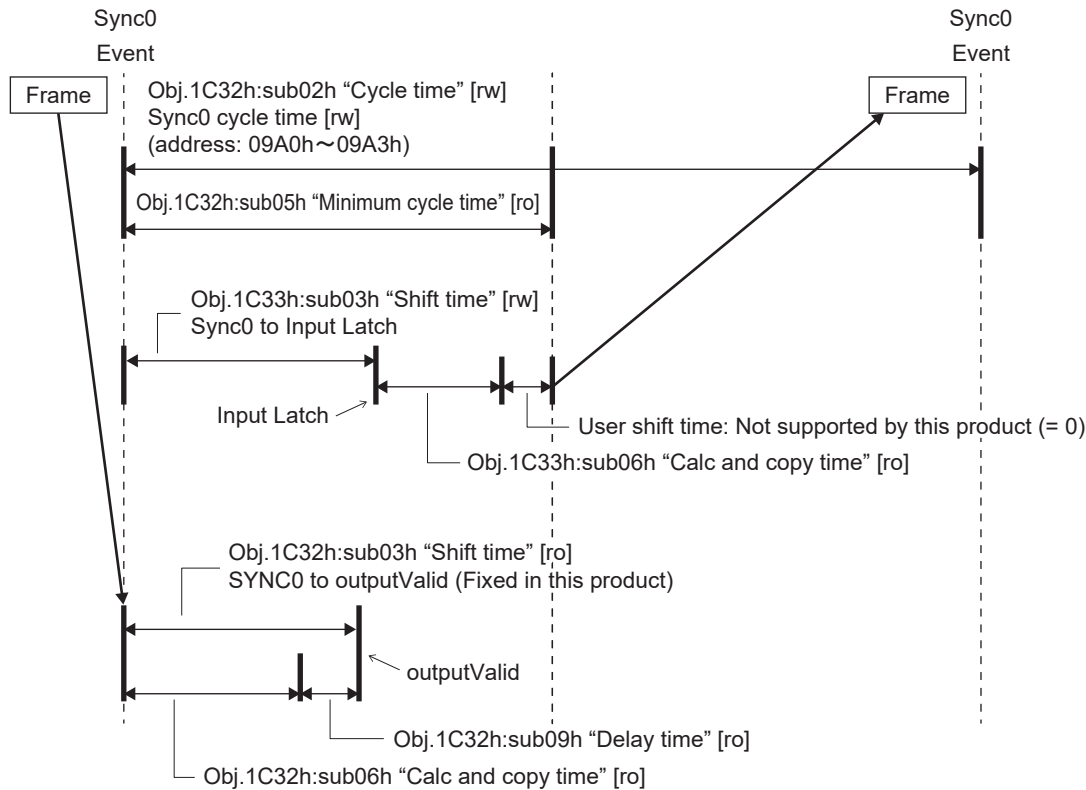 Sync0
Event
Sync0
Event
Frame
Frame
Obj.1C32h:sub02h “Cycle time” [rw]
Sync0 cycle time [rw]
(address: 09A0h～09A3h)
Obj.1C32h:sub05h “Minimum cycle time” [ro]
Obj.1C33h:sub03h “Shift time” [rw]
Sync0 to Input Latch
Input Latch
User shift time: Not supported by this product (= 0)
Obj.1C33h:sub06h “Calc and copy time” [ro]
Obj.1C32h:sub03h “Shift time” [ro]
SYNC0 to outputValid (Fixed in this product)
outputValid
Obj.1C32h:sub09h “Delay time” [ro]
Obj.1C32h:sub06h “Calc and copy time” [ro]